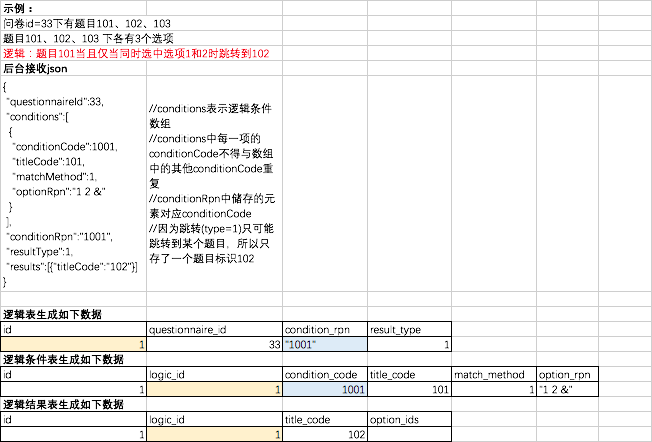 示例：
问卷id=33下有题目101、102、103
题目101、102、103 下各有3个选项
逻辑：题目101当且仅当同时选中选项1和2时跳转到102
后台接收json
{
"questionnaireId":33,
"conditions":[
{
"conditionCode":1001,
"titleCode":101,
"matchMethod":1,
"optionRpn":"1 2 &"
}
],
"conditionRpn":"1001",
"resultType":1,
"results":[{"titleCode":"102"}]
}
//conditions表示逻辑条件
数组
//conditions中每一项的
conditionCode不得与数组
中的其他conditionCode重
复
//conditionRpn中储存的元
素对应conditionCode
//因为跳转(type=1)只可能
跳转到某个题目，所以只
存了一个题目标识102
逻辑表生成如下数据
id questionnaire_id condition_rpn result_type
1 33 "1001" 1
逻辑条件表生成如下数据
id logic_id condition_code title_code match_method option_rpn
1 1 1001 101 1 "1 2 &"
逻辑结果表生成如下数据
id logic_id title_code option_ids
1 1 102